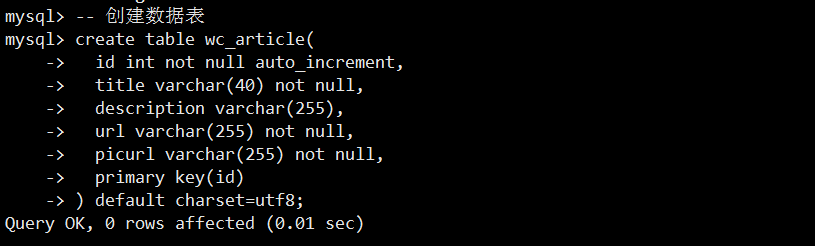 mysql> -- 创建数据表
mysql> create table wc_article(
    ->   id int not null auto_increment,
    ->   title varchar(40) not null,
    ->   description varchar(255),
    ->   url varchar(255) not null,
    ->   picurl varchar(255) not null,
    ->   primary key(id)
    -> ) default charset=utf8;
Query OK, 0 rows affected (0.01 sec)